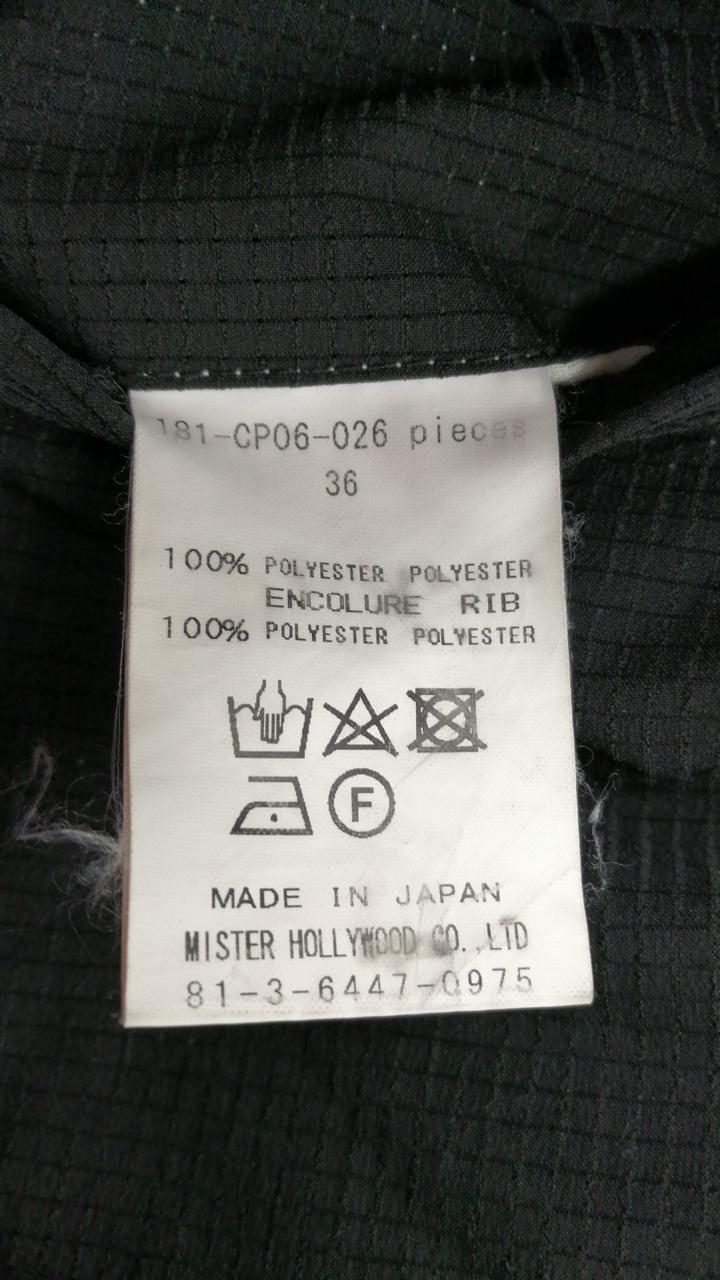 181-CP06-026 pieces
36
100% POLYESTER POLYESTER
ENCOLURE RIB
100% POLYESTER POLYESTER
F
MADE IN JAPAN
MISTER HOLLYWOOD CO.,LTD
81-3-6447-0975